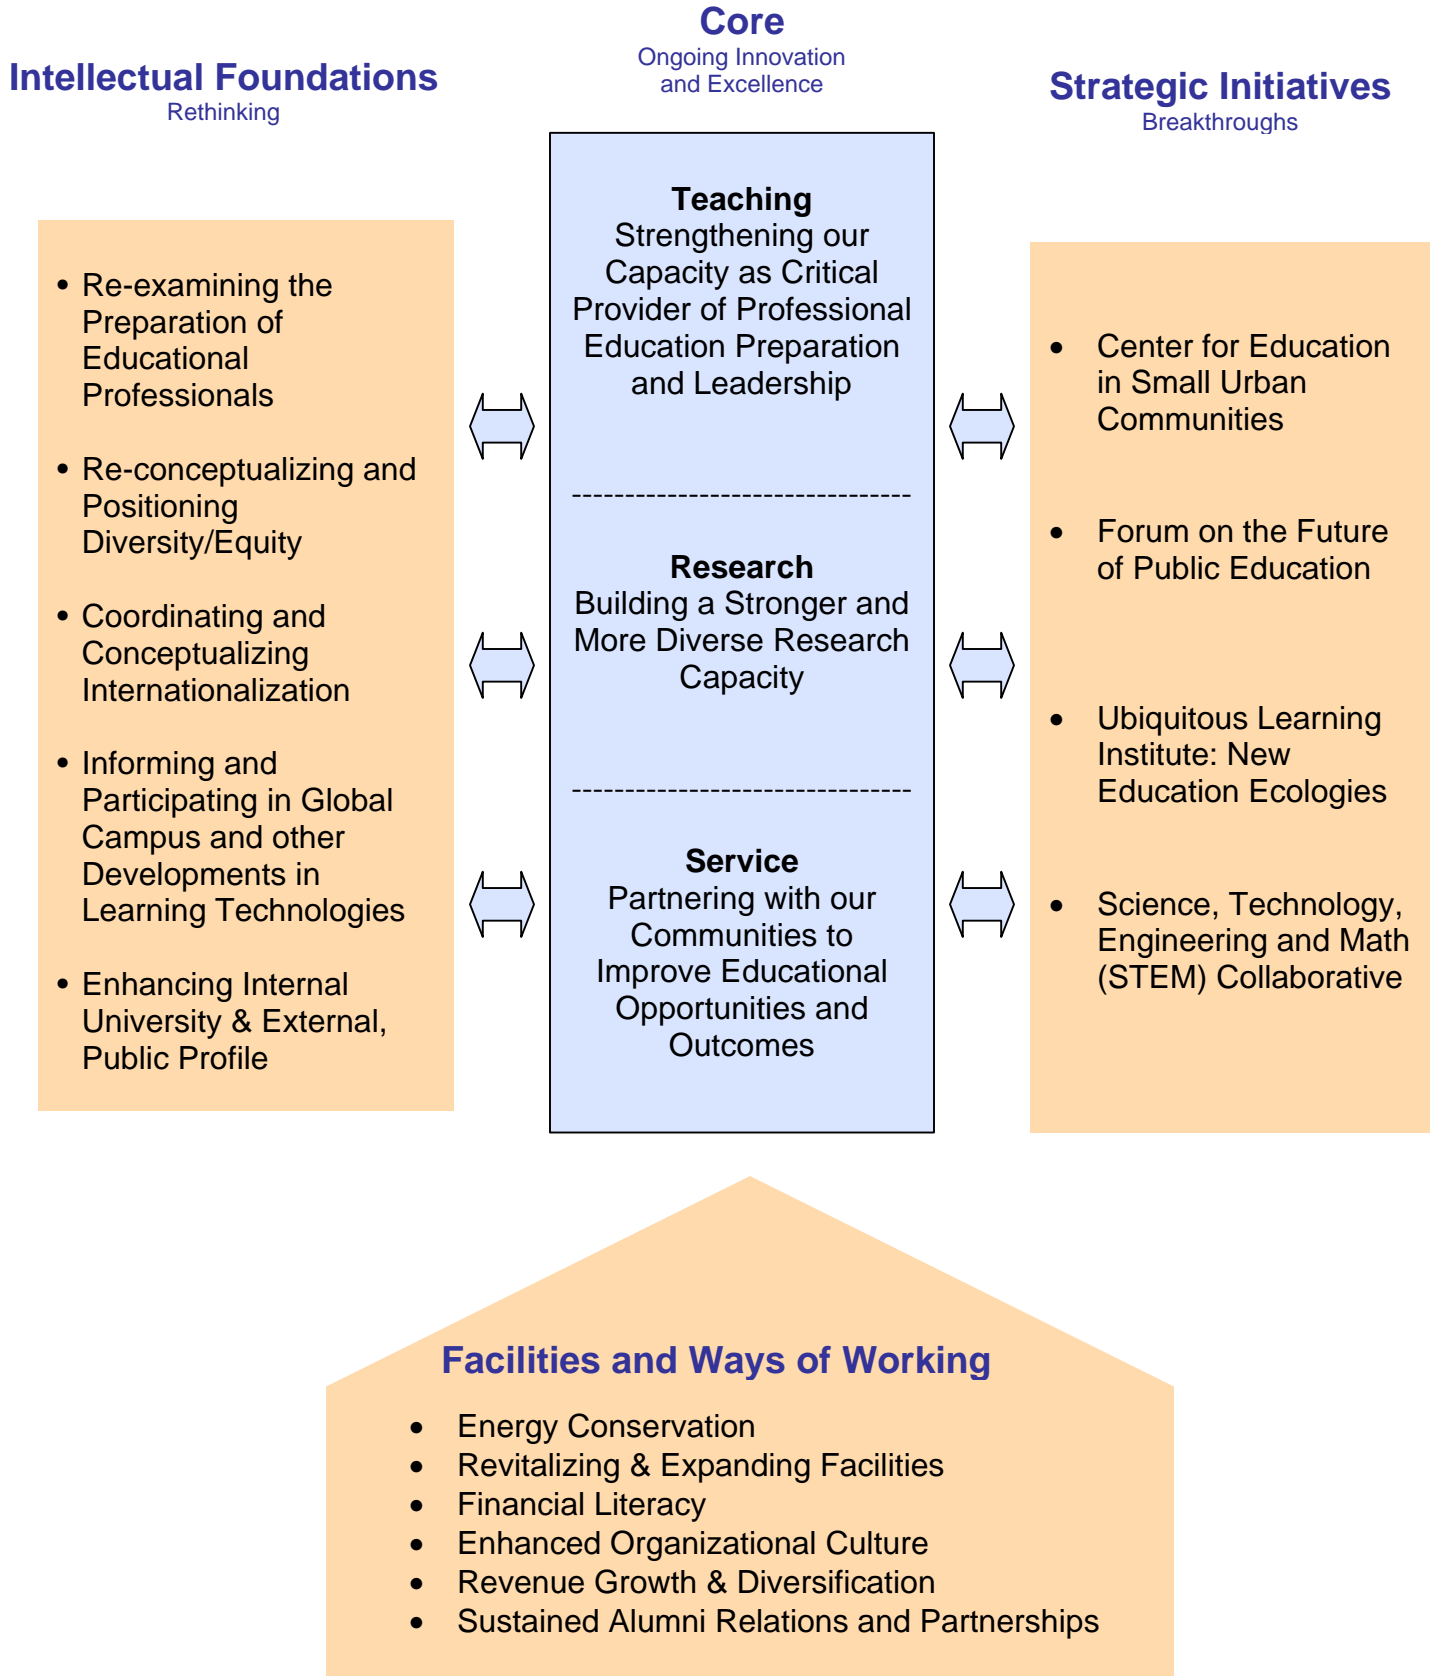 Core
Ongoing Innovation
and Excellence
Intellectual Foundations
Rethinking
Strategic Initiatives
Breakthroughs
• Re-examining the
Preparation of
Educational
Professionals
• Re-conceptualizing and
Positioning
Diversity/Equity
• Coordinating and
Conceptualizing
Internationalization
• Informing and
Participating in Global
Campus and other
Developments in
Learning Technologies
• Enhancing Internal
University & External,
Public Profile
Teaching
Strengthening our
Capacity as Critical
Provider of Professional
Education Preparation
and Leadership
---------------------------------
Research
Building a Stronger and
More Diverse Research
Capacity
---------------------------------
Service
Partnering with our
Communities to
Improve Educational
Opportunities and
Outcomes
• Center for Education
in Small Urban
Communities
• Forum on the Future
of Public Education
• Ubiquitous Learning
Institute: New
Education Ecologies
• Science, Technology,
Engineering and Math
(STEM) Collaborative
Facilities and Ways of Working
• Energy Conservation
• Revitalizing & Expanding Facilities
• Financial Literacy
• Enhanced Organizational Culture
• Revenue Growth & Diversification
• Sustained Alumni Relations and Partnerships